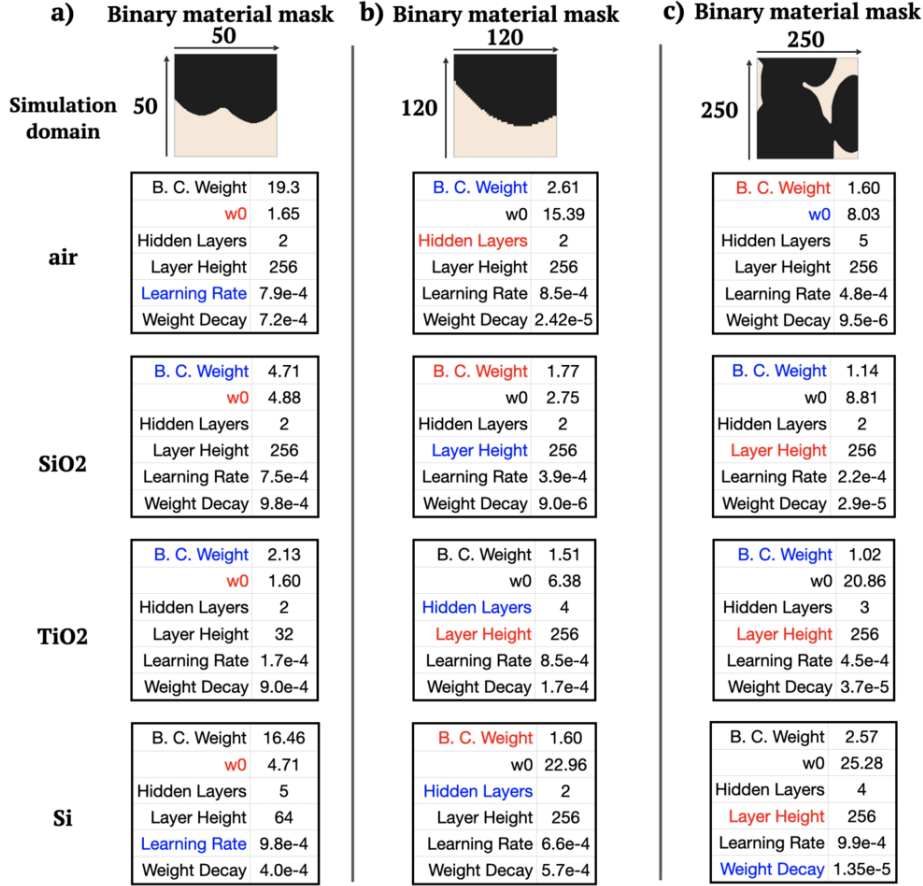 a) Binary material mask
50
50
b) Binary material mask
120
120
c) Binary material mask
250
250
Simulation
domain
air
B. C. Weight 19.3
w0 1.65
Hidden Layers 2
Layer Height 256
Learning Rate 7.9e-4
Weight Decay 7.2e-4
B. C. Weight 2.61
w0 15.39
Hidden Layers 2
Layer Height 256
Learning Rate 8.5e-4
Weight Decay 2.42e-5
B. C. Weight 1.60
w0 8.03
Hidden Layers 5
Layer Height 256
Learning Rate 4.8e-4
Weight Decay 9.5e-6
SiO2
B. C. Weight 4.71
w0 4.88
Hidden Layers 2
Layer Height 256
Learning Rate 7.5e-4
Weight Decay 9.8e-4
B. C. Weight 1.77
w0 2.75
Hidden Layers 2
Layer Height 256
Learning Rate 3.9e-4
Weight Decay 9.0e-6
B. C. Weight 1.14
w0 8.81
Hidden Layers 2
Layer Height 256
Learning Rate 2.2e-4
Weight Decay 2.9e-5
TiO2
B. C. Weight 2.13
w0 1.60
Hidden Layers 2
Layer Height 32
Learning Rate 1.7e-4
Weight Decay 9.0e-4
B. C. Weight 1.51
w0 6.38
Hidden Layers 4
Layer Height 256
Learning Rate 8.5e-4
Weight Decay 1.7e-4
B. C. Weight 1.02
w0 20.86
Hidden Layers 3
Layer Height 256
Learning Rate 4.5e-4
Weight Decay 3.7e-5
Si
B. C. Weight 16.46
w0 4.71
Hidden Layers 5
Layer Height 64
Learning Rate 9.8e-4
Weight Decay 4.0e-4
B. C. Weight 1.60
w0 22.96
Hidden Layers 2
Layer Height 256
Learning Rate 6.6e-4
Weight Decay 5.7e-4
B. C. Weight 2.57
w0 25.28
Hidden Layers 4
Layer Height 256
Learning Rate 9.9e-4
Weight Decay 1.35e-5